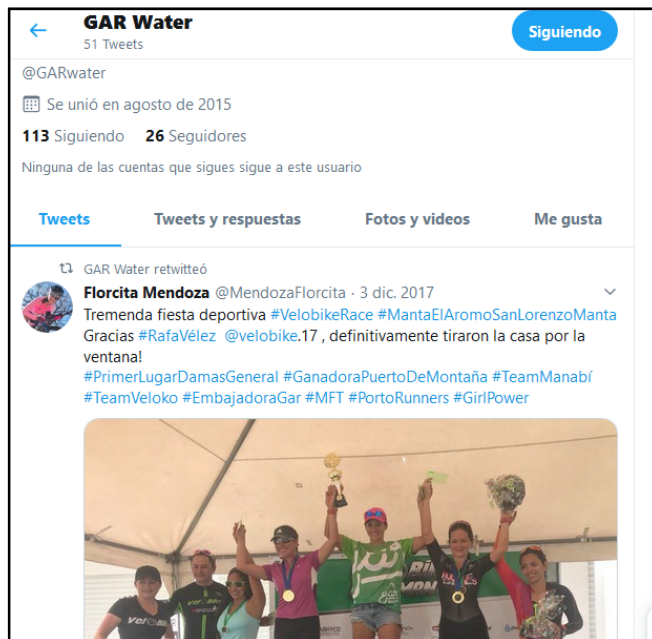 GAR Water
51 Tweets
Siguiendo
@GARwater
Se unió en agosto de 2015
113 Siguiendo 26 Seguidores
Ninguna de las cuentas que sigues sigue a este usuario
Tweets Tweets y respuestas Fotos y videos Me gusta
GAR Water retwitteó
Florcita Mendoza @MendozaFlorcita · 3 dic. 2017
Tremenda fiesta deportiva #VelobikeRace #MantaElAromoSanLorenzoManta
Gracias #RafaVélez @velobike.17 , definitivamente tiraron la casa por la
ventana!
#PrimerLugarDamasGeneral #GanadoraPuertoDeMontaña #TeamManabí
#TeamVeloko #EmbajadoraGar #MFT #PortoRunners #GirlPower